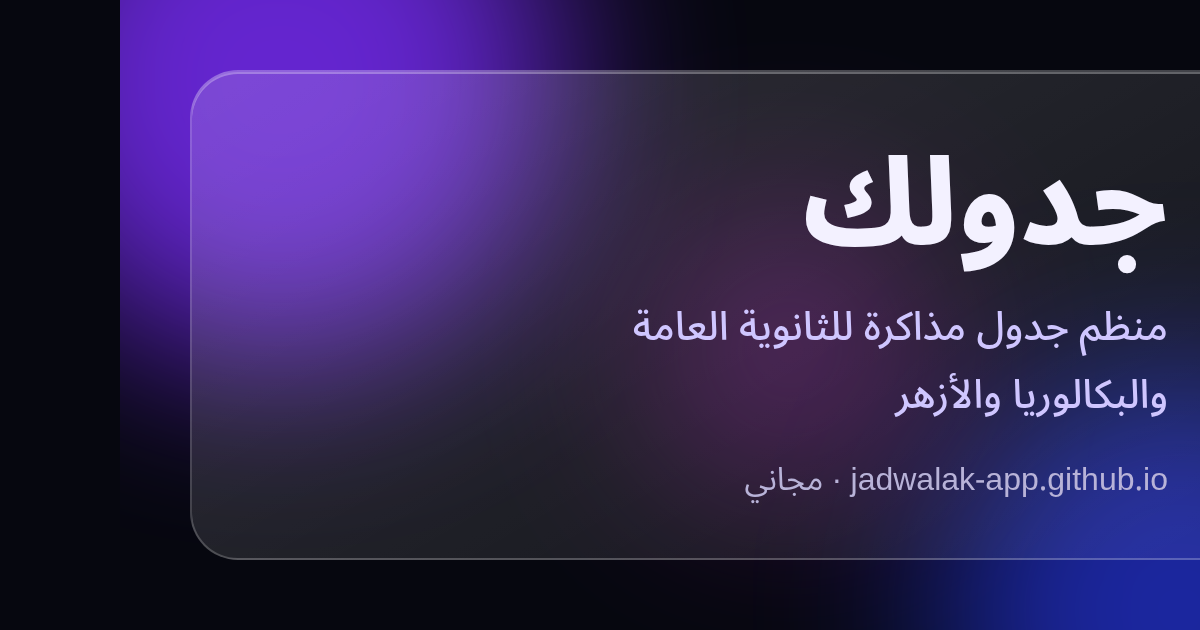 جدولك
منظم جدول مذاكرة للثانوية العامة
والبكالوريا والأزهر
jadwalak-app.github.io · مجاني